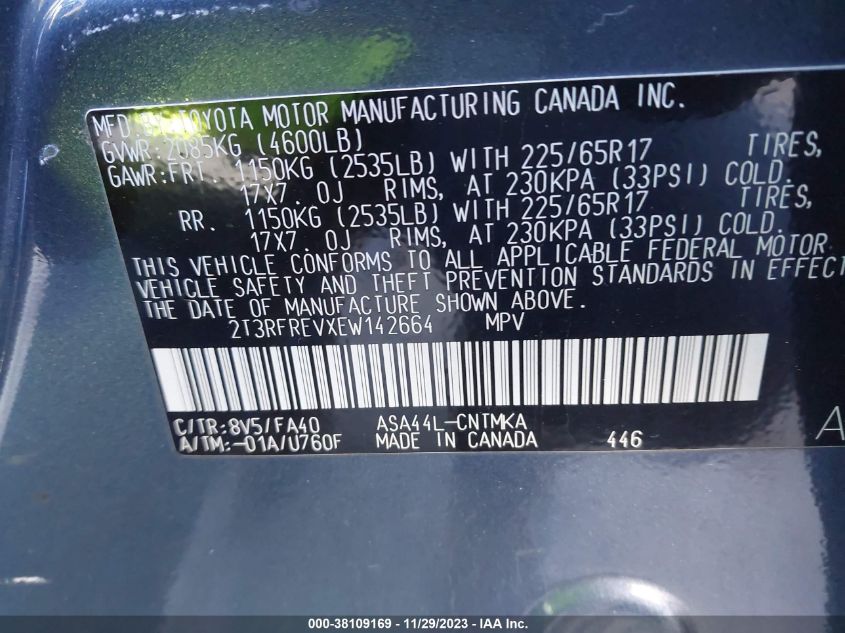 MFD. BY TOYOTA MOTOR MANUFACTURING CANADA INC.
GVWR 2085KG (4600LB)
GAWR:FRT. 1150KG (2535LB) WITH 225/65R17 TIRES,
17X7.0J RIMS, AT 230KPA (33PSI) COLD.
RR. 1150KG (2535LB) WITH 225/65R17 TIRES,
17X7.0J RIMS, AT 230KPA (33PSI) COLD.
THIS VEHICLE CONFORMS TO ALL APPLICABLE FEDERAL MOTOR
VEHICLE SAFETY AND THEFT PREVENTION STANDARDS IN EFFECT
THE DATE OF MANUFACTURE SHOWN ABOVE.
2T3RFREVXEW142664 MPV
C/TR:8V5/FA40 ASA44L-CNTMKA
A/TM:-01A/U760F MADE IN CANADA 446
A
000-38109169 - 11/29/2023 - Copyright © 2023 IAA, Inc.